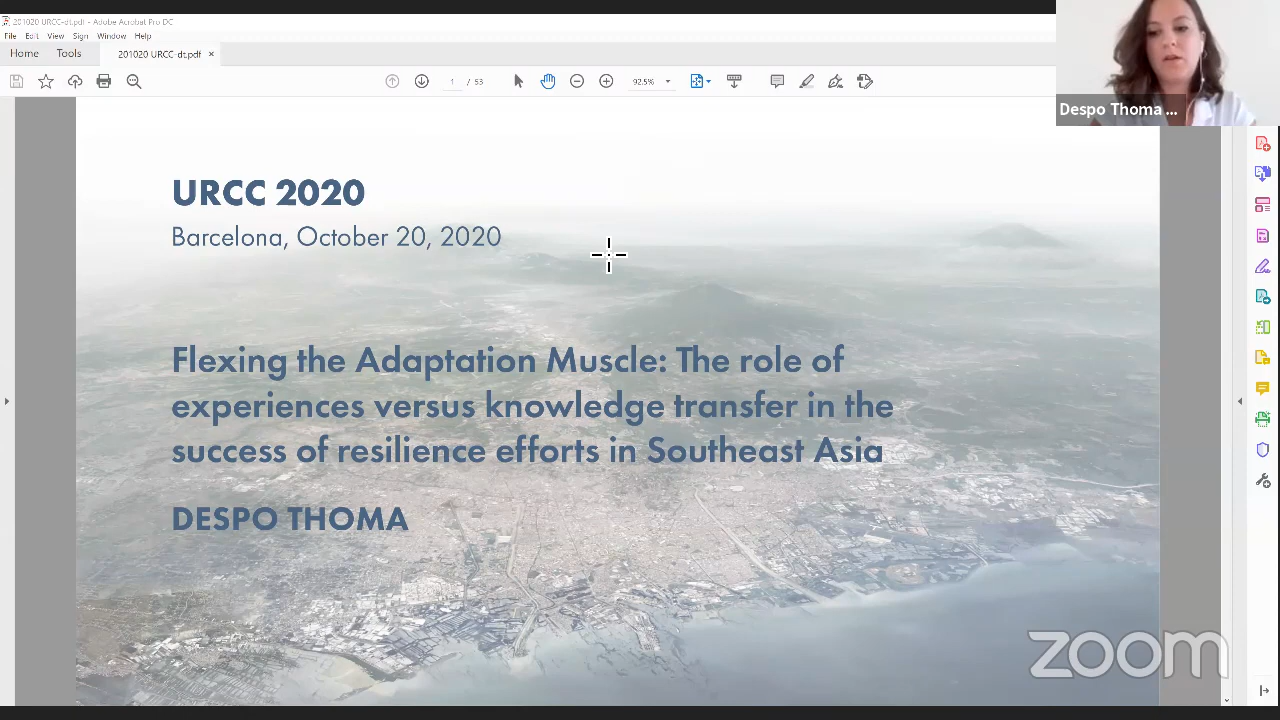 201020 URCC-dt.pdf - Adobe Acrobat Pro DC
File Edit View Sign Window Help
Home Tools 201020 URCC-dt.pdf ×
1 / 53 92.5%
Despo Thoma ...
URCC 2020
Barcelona, October 20, 2020
Flexing the Adaptation Muscle: The role of
experiences versus knowledge transfer in the
success of resilience efforts in Southeast Asia
DESPO THOMA
zoom